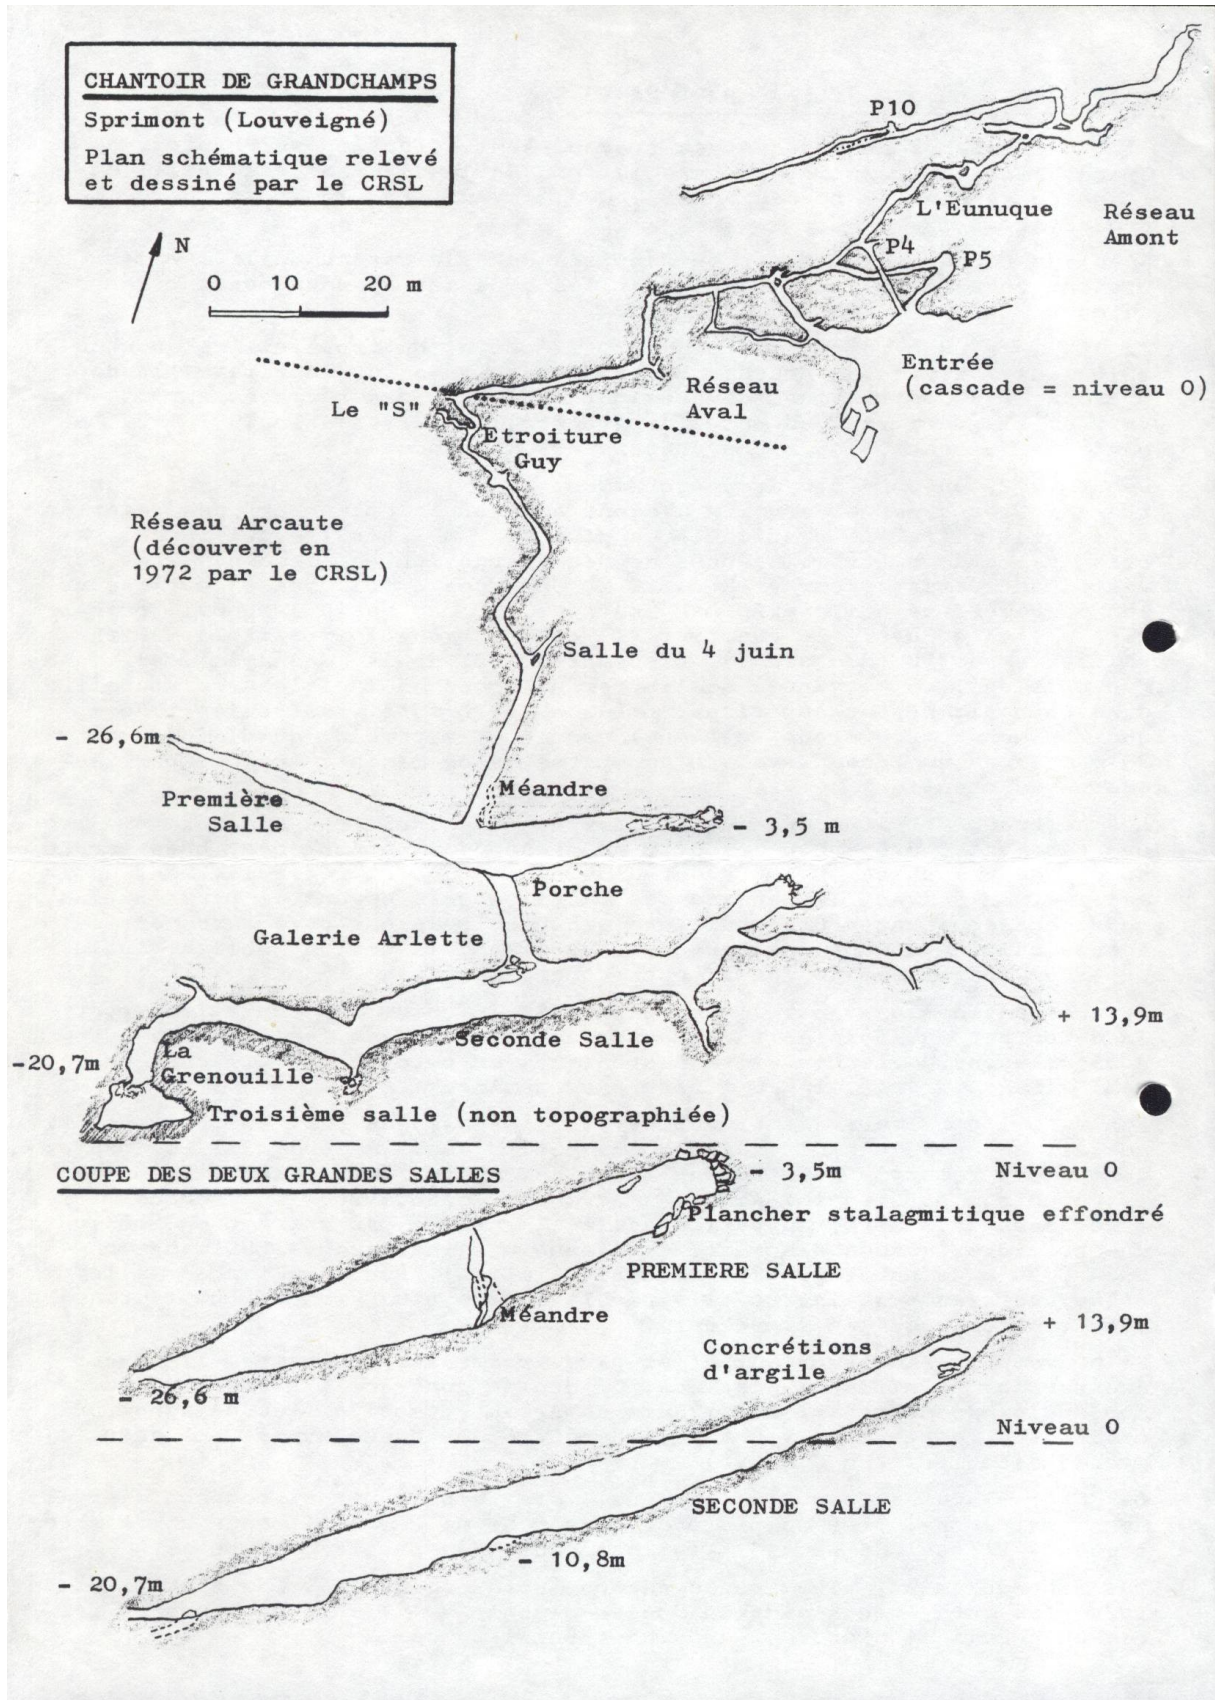 CHANTOIR DE GRANDCHAMPS
Sprimont (Louveigné)
Plan schématique relevé
et dessiné par le CRSL
N
0 10 20 m
P10
L'Eunuque
Réseau
Amont
P4
P5
Entrée
(cascade = niveau 0)
Réseau
Aval
Le "S"
Etroiture
Guy
Réseau Arcaute
(découvert en
1972 par le CRSL)
Salle du 4 juin
- 26,6m
Méandre
Première
Salle
- 3,5 m
Porche
Galerie Arlette
+ 13,9m
Seconde Salle
-20,7m
La
Grenouille
Troisième salle (non topographiée)
COUPE DES DEUX GRANDES SALLES
- 3,5m
Niveau 0
Plancher stalagmitique effondré
PREMIERE SALLE
Méandre
- 26,6 m
+ 13,9m
Concrétions
d'argile
Niveau 0
SECONDE SALLE
- 10,8m
- 20,7m